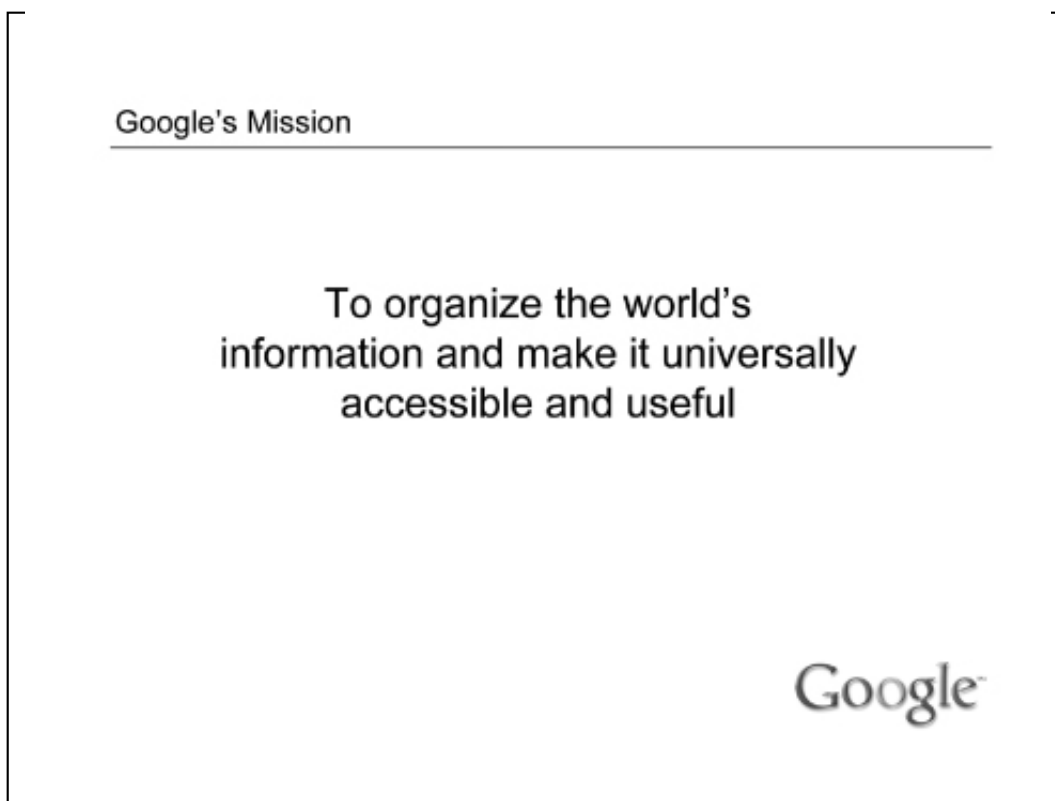 Google’s Mission
To organize the world’s
information and make it universally
accessible and useful
Google